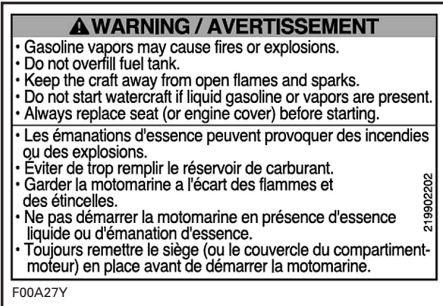 ⚠WARNING / AVERTISSEMENT
• Gasoline vapors may cause fires or explosions.
• Do not overfill fuel tank.
• Keep the craft away from open flames and sparks.
• Do not start watercraft if liquid gasoline or vapors are present.
• Always replace seat (or engine cover) before starting.
• Les émanations d'essence peuvent provoquer des incendies
ou des explosions.
• Éviter de trop remplir le réservoir de carburant.
• Garder la motomarine a l'écart des flammes et
des étincelles.
• Ne pas démarrer la motomarine en présence d'essence
liquide ou d'émanation d'essence.
• Toujours remettre le siège (ou le couvercle du compartiment-
moteur) en place avant de démarrer la motomarine.
219902202
F00A27Y